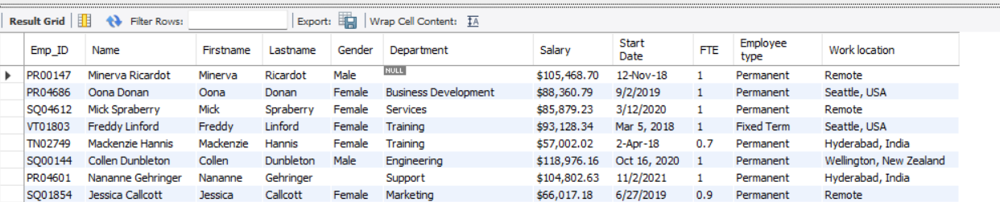 Result Grid Filter Rows: Export: Wrap Cell Content: IA
Emp_ID Name Firstname Lastname Gender Department Salary Start Date FTE Employee type Work location
PR00147 Minerva Ricardot Minerva Ricardot Male NULL $105,468.70 12-Nov-18 1 Permanent Remote
PR04686 Oona Donan Oona Donan Female Business Development $88,360.79 9/2/2019 1 Permanent Seattle, USA
SQ04612 Mick Spraberry Mick Spraberry Female Services $85,879.23 3/12/2020 1 Permanent Remote
VT01803 Freddy Linford Freddy Linford Female Training $93,128.34 Mar 5, 2018 1 Fixed Term Seattle, USA
TN02749 Mackenzie Hannis Mackenzie Hannis Female Training $57,002.02 2-Apr-18 0.7 Permanent Hyderabad, India
SQ00144 Collen Dunbleton Collen Dunbleton Male Engineering $118,976.16 Oct 16, 2020 1 Permanent Wellington, New Zealand
PR04601 Nananne Gehringer Nananne Gehringer Support $104,802.63 11/2/2021 1 Permanent Hyderabad, India
SQ01854 Jessica Callcott Jessica Callcott Female Marketing $66,017.18 6/27/2019 0.9 Permanent Remote